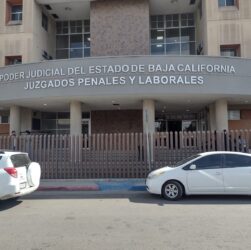 PODER JUDICIAL DEL ESTADO DE BAJA CALIFORNIA
JUZGADOS PENALES Y LABORALES